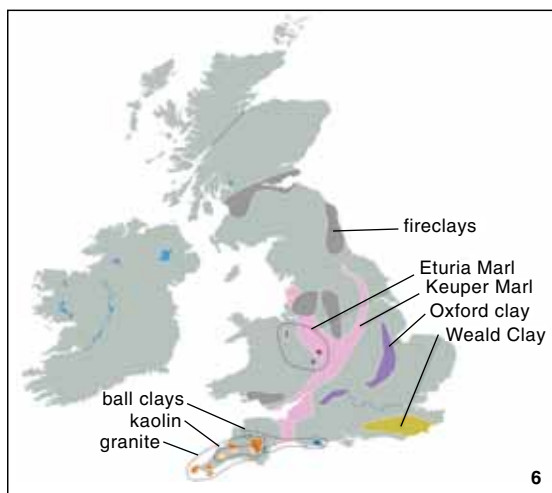 fireclays
Eturia Marl
Keuper Marl
Oxford clay
Weald Clay
ball clays
kaolin
granite
6